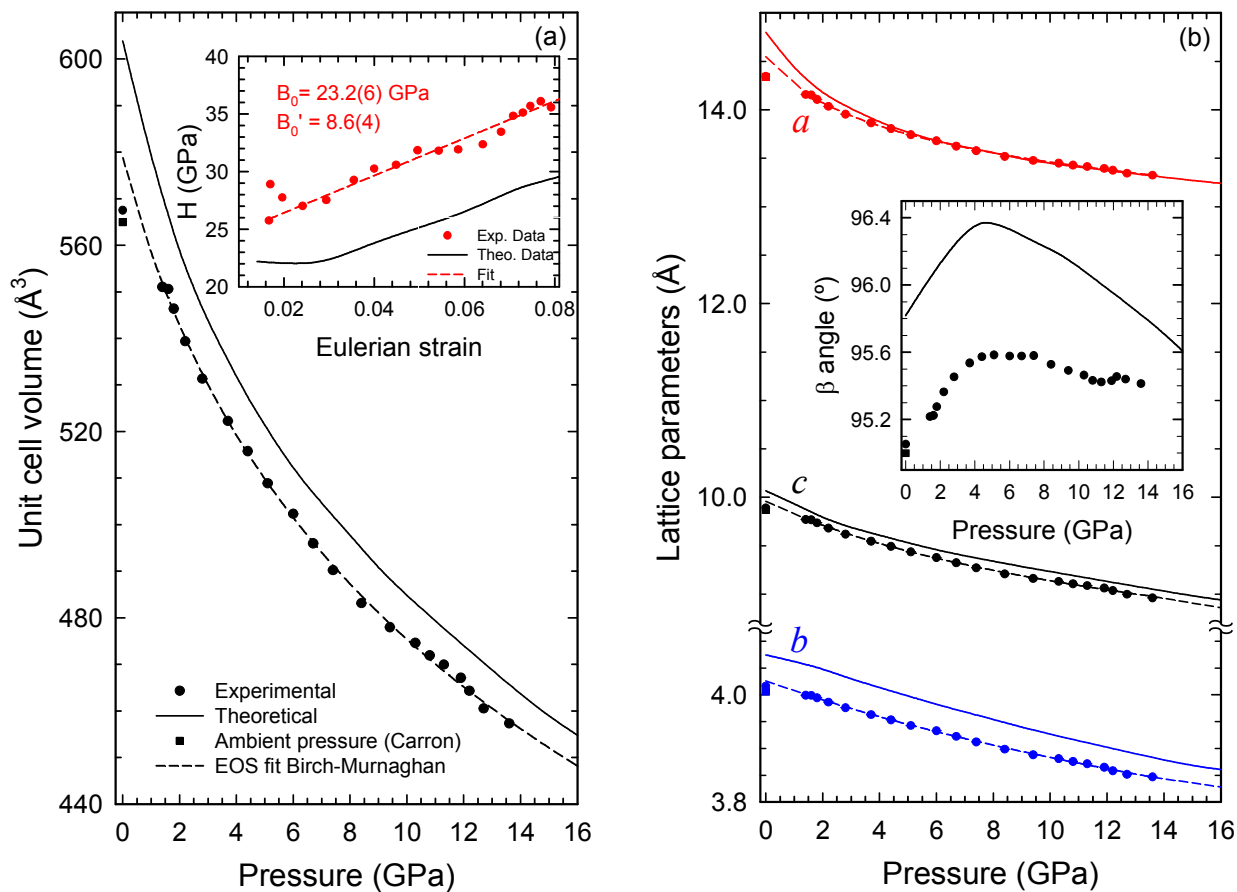 (a)
600
560
520
480
440
Unit cell volume (Å³)
0 2 4 6 8 10 12 14 16
Pressure (GPa)
Experimental
Theoretical
Ambient pressure (Carron)
EOS fit Birch-Murnaghan
40
35
30
25
20
H (GPa)
B₀= 23.2(6) GPa
B₀' = 8.6(4)
Exp. Data
Theo. Data
Fit
0.02 0.04 0.06 0.08
Eulerian strain
(b)
14.0
12.0
10.0
4.0
3.8
Lattice parameters (Å)
a
c
b
0 2 4 6 8 10 12 14 16
Pressure (GPa)
96.4
96.0
95.6
95.2
β angle (º)
0 2 4 6 8 10 12 14 16
Pressure (GPa)